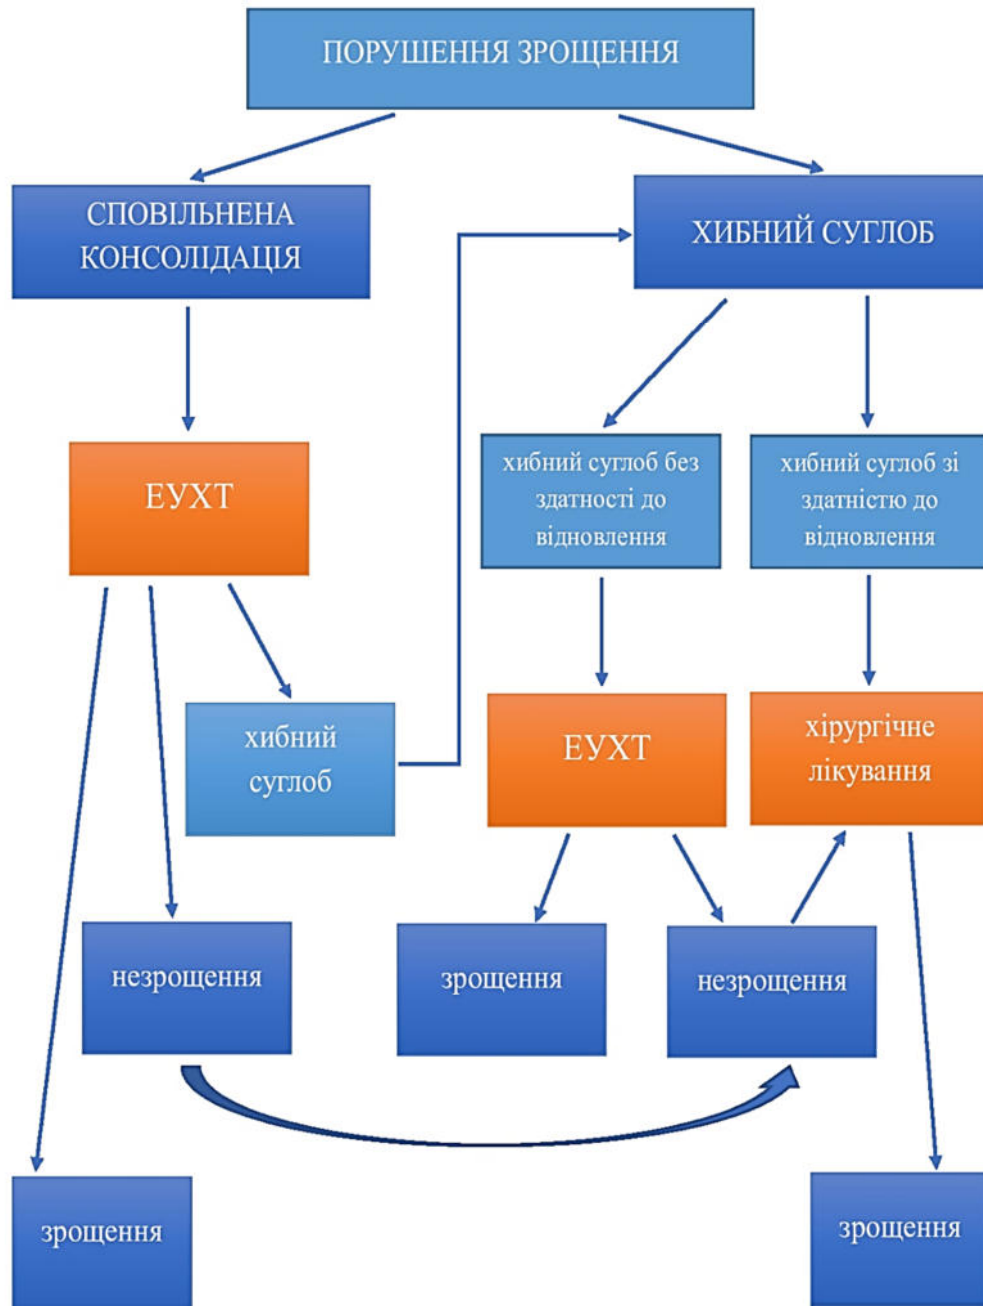 ПОРУШЕННЯ ЗРОЩЕННЯ
СПОВІЛЬНЕНА
КОНСОЛІДАЦІЯ
ХИБНИЙ СУГЛОБ
ЕУХТ
хибний суглоб без
здатності до
відновлення
хибний суглоб зі
здатністю до
відновлення
хибний
суглоб
ЕУХТ
хірургічне
лікування
незрощення
зрощення
незрощення
зрощення
зрощення